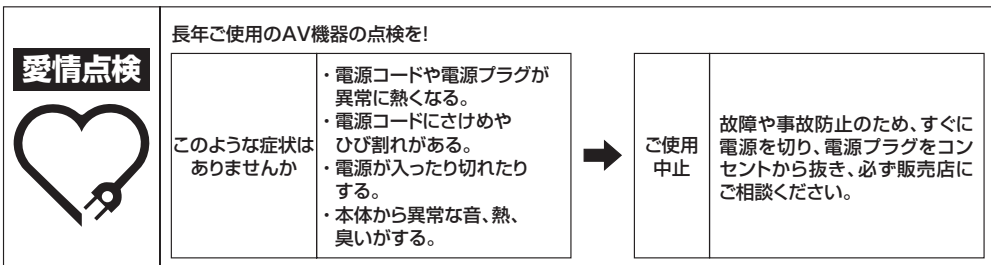 愛情点検
長年ご使用のAV機器の点検を!
このような症状は
ありませんか
・電源コードや電源プラグが
異常に熱くなる。
・電源コードにさけめや
ひび割れがある。
・電源が入ったり切れたり
する。
・本体から異常な音、熱、
臭いがする。
ご使用
中止
故障や事故防止のため、すぐに
電源を切り、電源プラグをコン
セントから抜き、必ず販売店に
ご相談ください。